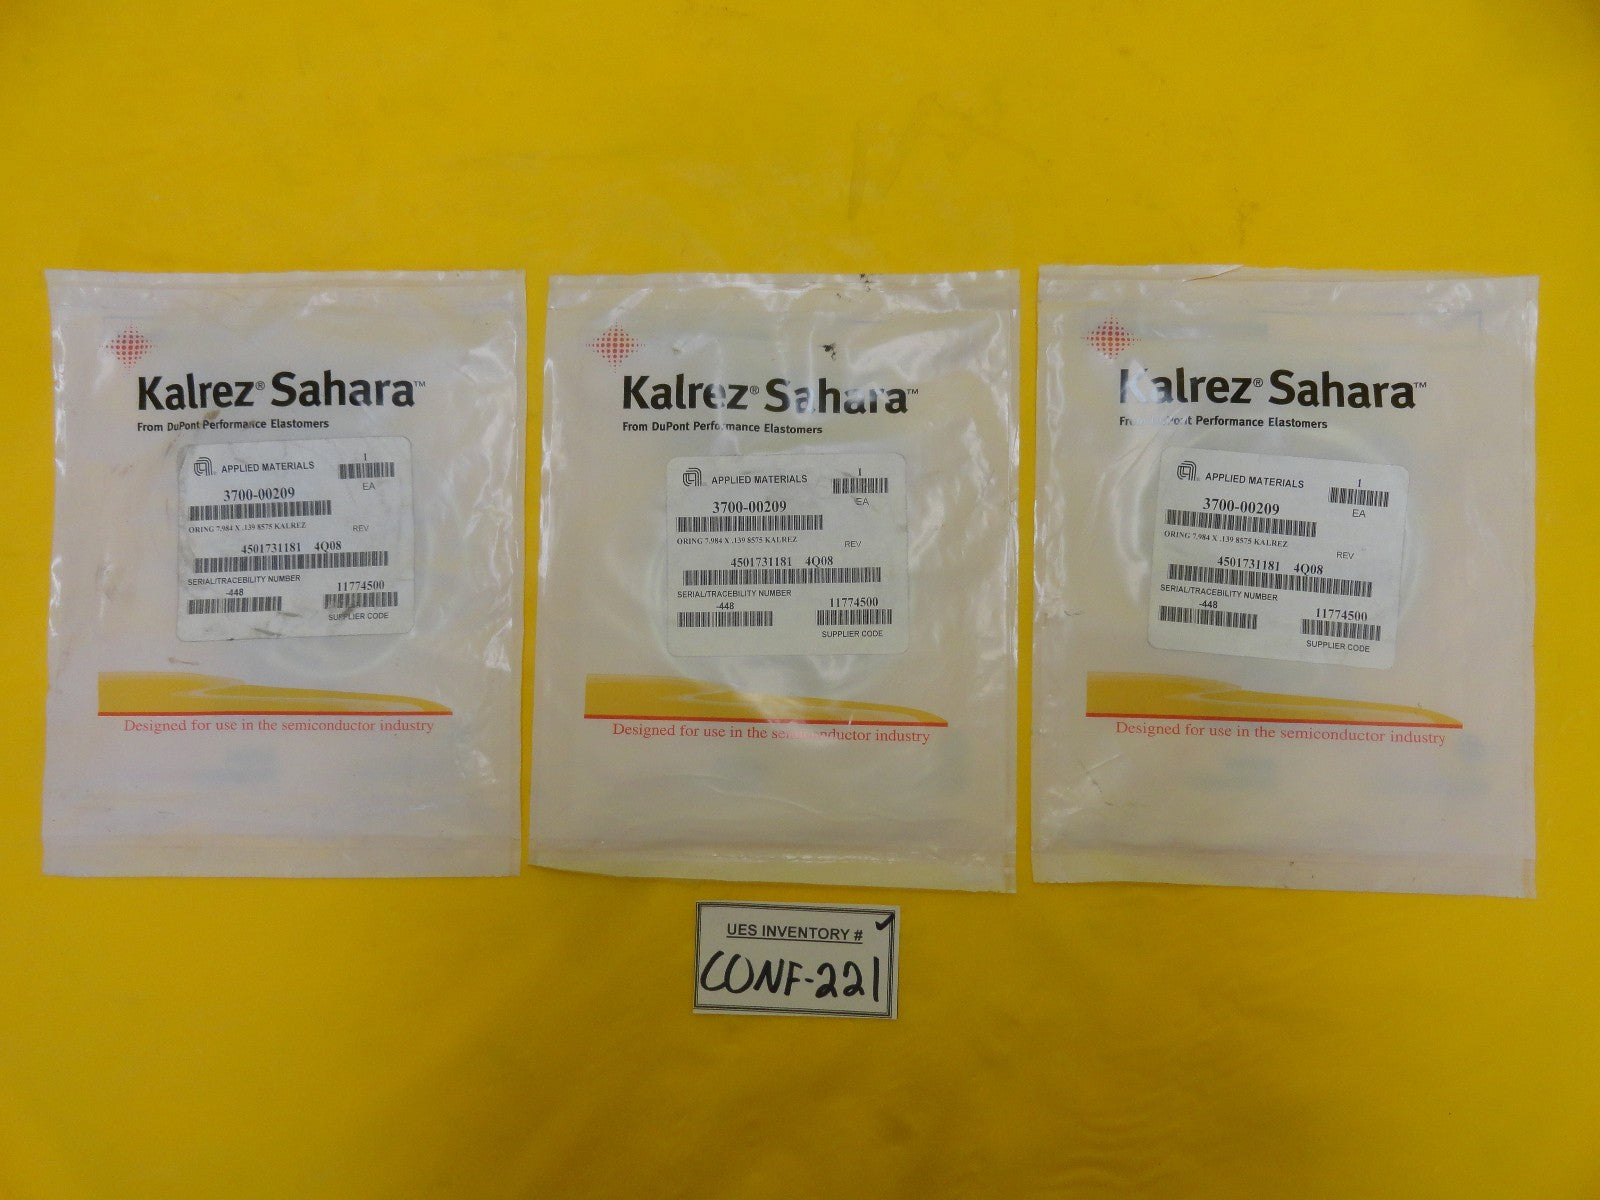 Kalrez® Sahara™
From DuPont Performance Elastomers
APPLIED MATERIALS
1
EA
3700-00209
ORING 7.984 X .139 8575 KALREZ
REV
4501731181 4Q08
SERIAL/TRACEBILITY NUMBER
-448
11774500
SUPPLIER CODE
Designed for use in the semiconductor industry
Kalrez® Sahara™
From DuPont Performance Elastomers
APPLIED MATERIALS
1
EA
3700-00209
ORING 7.984 X .139 8575 KALREZ
REV
4501731181 4Q08
SERIAL/TRACEBILITY NUMBER
-448
11774500
SUPPLIER CODE
Designed for use in the semiconductor industry
Kalrez® Sahara™
From DuPont Performance Elastomers
APPLIED MATERIALS
1
EA
3700-00209
ORING 7.984 X .139 8575 KALREZ
REV
4501731181 4Q08
SERIAL/TRACEBILITY NUMBER
-448
11774500
SUPPLIER CODE
Designed for use in the semiconductor industry
UES INVENTORY #
CONF-221